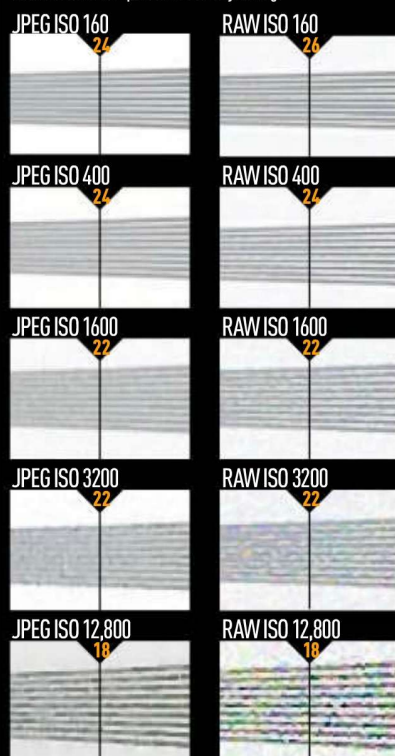 JPEG ISO 160 RAW ISO 160
24 26
JPEG ISO 400 RAW ISO 400
24 24
JPEG ISO 1600 RAW ISO 1600
22 22
JPEG ISO 3200 RAW ISO 3200
22 22
JPEG ISO 12,800 RAW ISO 12,800
18 18